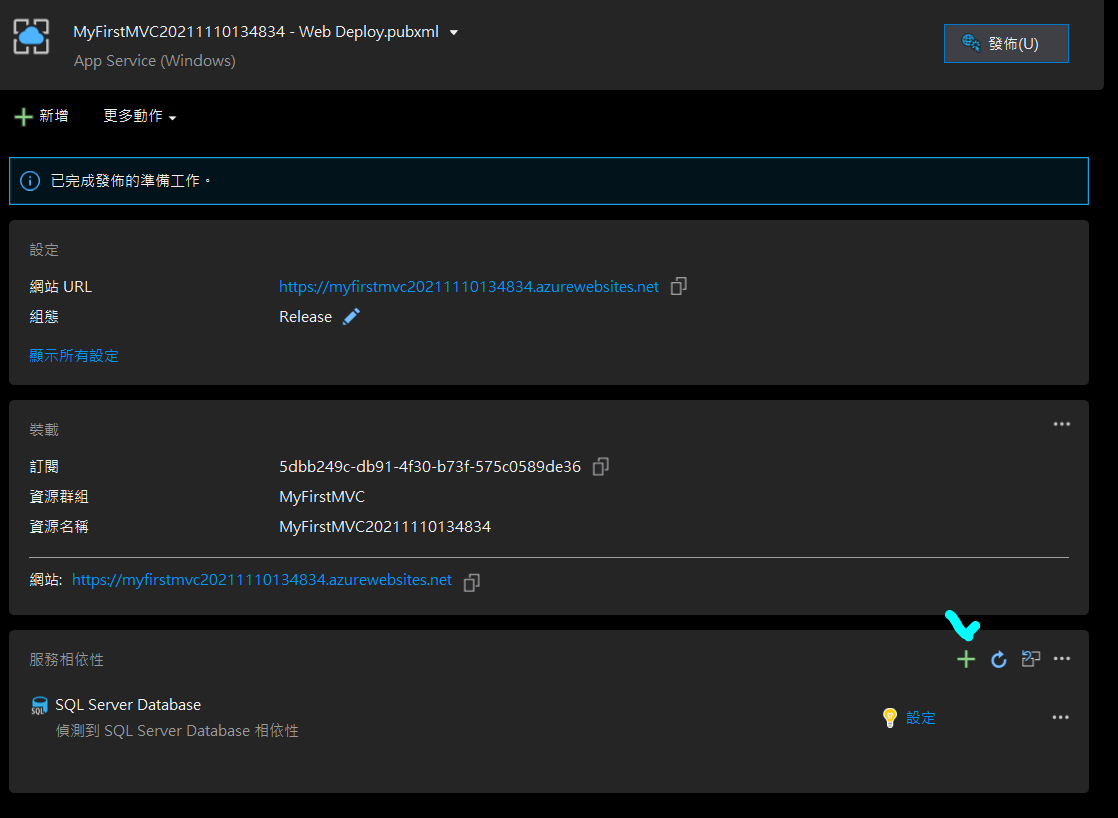 MyFirstMVC20211110134834 - Web Deploy.pubxml
App Service (Windows)
發佈(U)
新增 更多動作
已完成發佈的準備工作。
設定
網站 URL https://myfirstmvc20211110134834.azurewebsites.net
組態 Release
顯示所有設定
裝載
訂閱 5dbb249c-db91-4f30-b73f-575c0589de36
資源群組 MyFirstMVC
資源名稱 MyFirstMVC20211110134834
網站: https://myfirstmvc20211110134834.azurewebsites.net
服務相依性
SQL
SQL Server Database
偵測到 SQL Server Database 相依性
設定